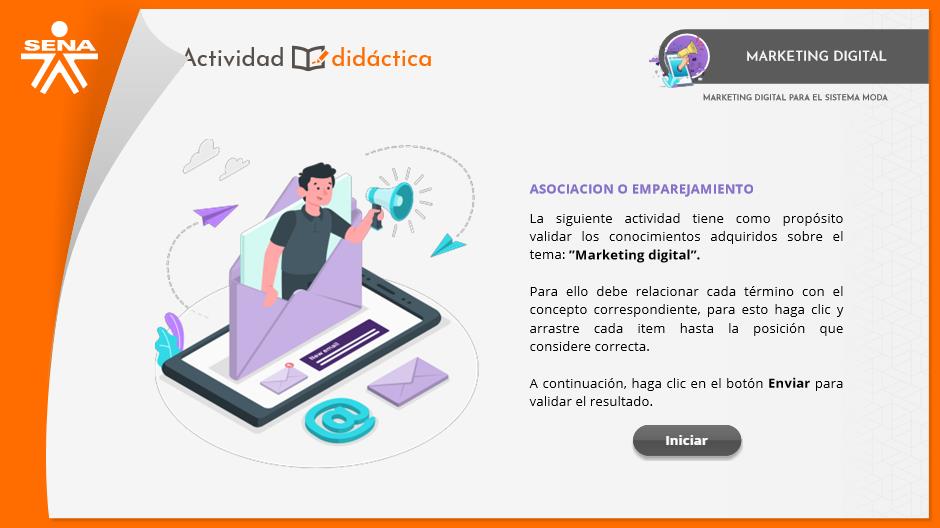 SENA
Actividad didáctica
MARKETING DIGITAL
MARKETING DIGITAL PARA EL SISTEMA MODA
ASOCIACION O EMPAREJAMIENTO
La siguiente actividad tiene como propósito
validar los conocimientos adquiridos sobre el
tema: "Marketing digital".
Para ello debe relacionar cada término con el
concepto correspondiente, para esto haga clic y
arrastre cada item hasta la posición que
considere correcta.
A continuación, haga clic en el botón Enviar para
validar el resultado.
Iniciar
New email
@